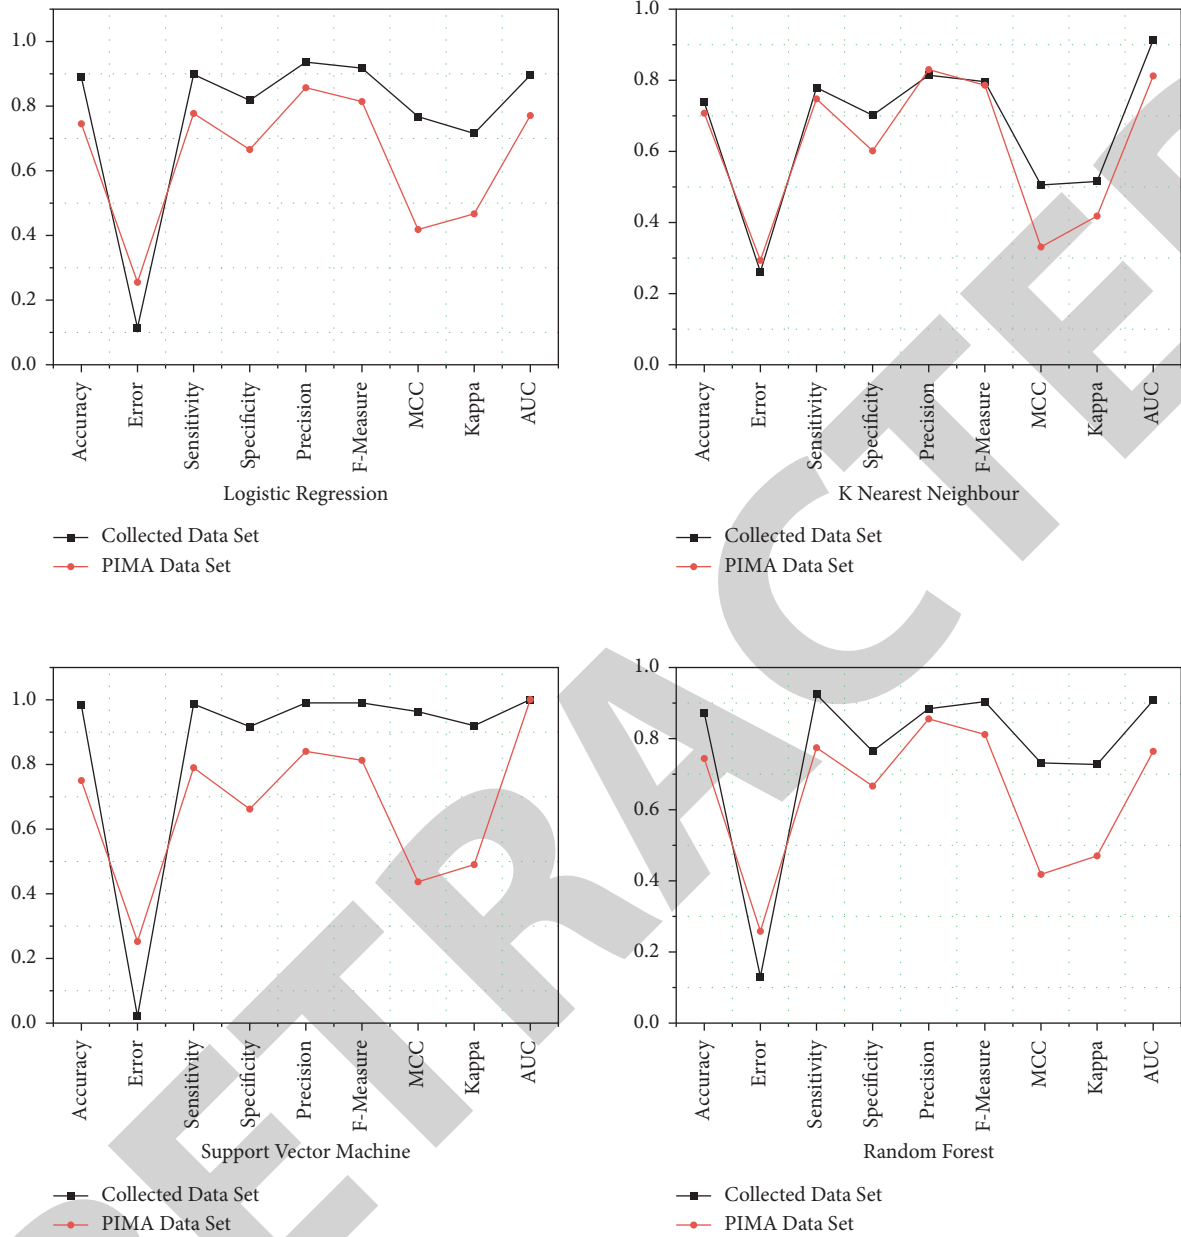 1.0
0.8
0.6
0.4
0.2
0.0
Accuracy
Error
Sensitivity
Specificity
Precision
F-Measure
MCC
Kappa
AUC
Logistic Regression
Collected Data Set
PIMA Data Set
1.0
0.8
0.6
0.4
0.2
0.0
Accuracy
Error
Sensitivity
Specificity
Precision
F-Measure
MCC
Kappa
AUC
K Nearest Neighbour
Collected Data Set
PIMA Data Set
1.0
0.8
0.6
0.4
0.2
0.0
Accuracy
Error
Sensitivity
Specificity
Precision
F-Measure
MCC
Kappa
AUC
Support Vector Machine
Collected Data Set
PIMA Data Set
1.0
0.8
0.6
0.4
0.2
0.0
Accuracy
Error
Sensitivity
Specificity
Precision
F-Measure
MCC
Kappa
AUC
Random Forest
Collected Data Set
PIMA Data Set
RETRACTED